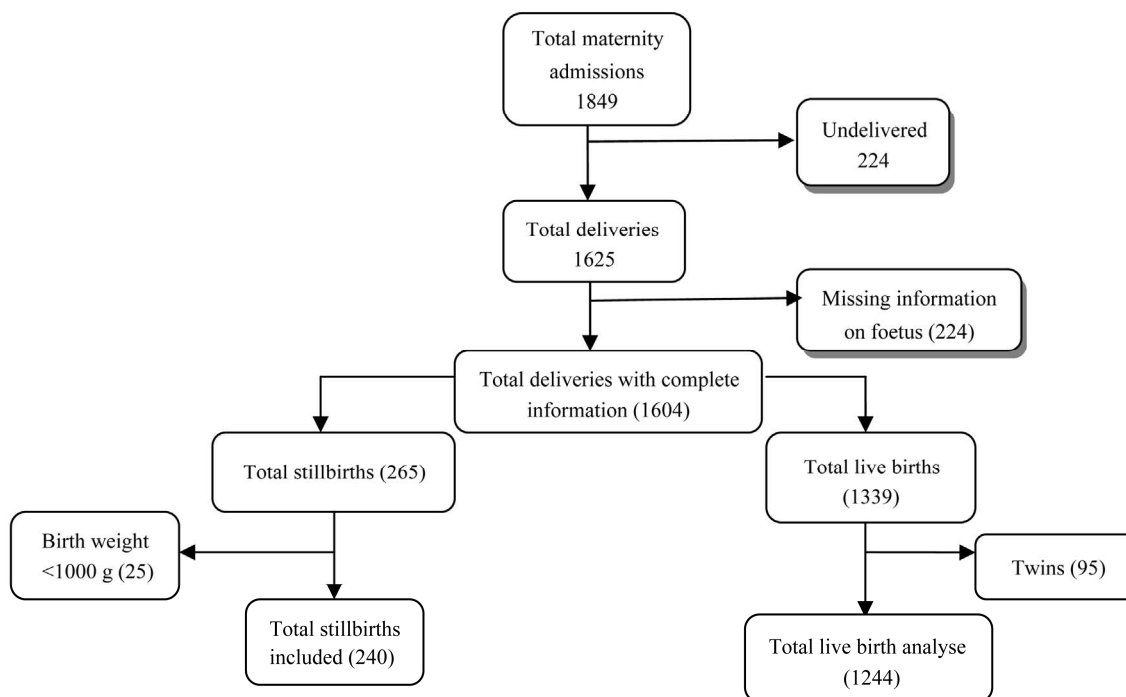 Total maternity
admissions
1849
Undelivered
224
Total deliveries
1625
Missing information
on foetus (224)
Total deliveries with complete
information (1604)
Total stillbirths (265)
Total live births
(1339)
Birth weight
<1000 g (25)
Twins (95)
Total stillbirths
included (240)
Total live birth analyse
(1244)